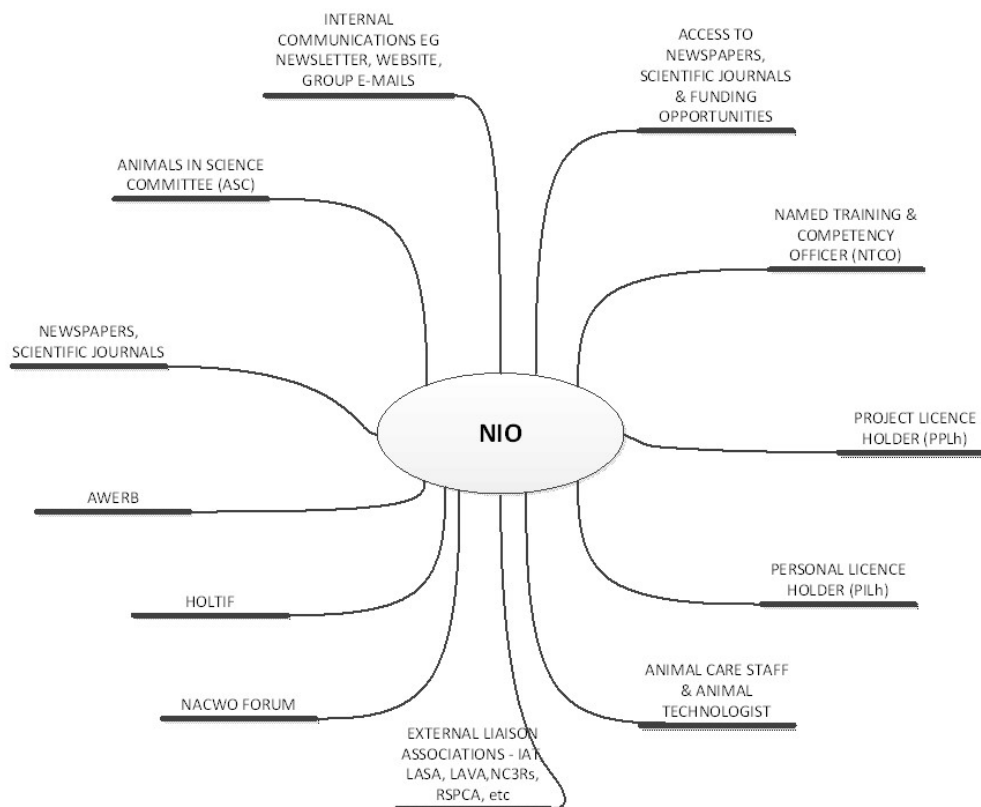 INTERNAL
COMMUNICATIONS EG
NEWSLETTER, WEBSITE,
GROUP E-MAILS
ACCESS TO
NEWSPAPERS,
SCIENTIFIC JOURNALS
& FUNDING
OPPORTUNITIES
ANIMALS IN SCIENCE
COMMITTEE (ASC)
NAMED TRAINING &
COMPETENCY
OFFICER (NTCO)
NEWSPAPERS,
SCIENTIFIC JOURNALS
NIO
PROJECT LICENCE
HOLDER (PPLh)
AWERB
PERSONAL LICENCE
HOLDER (PILh)
HOLTIF
ANIMAL CARE STAFF
& ANIMAL
TECHNOLOGIST
NACWO FORUM
EXTERNAL LIAISON
ASSOCIATIONS - IAT
LASA, LAVA,NC3Rs,
RSPCA, etc